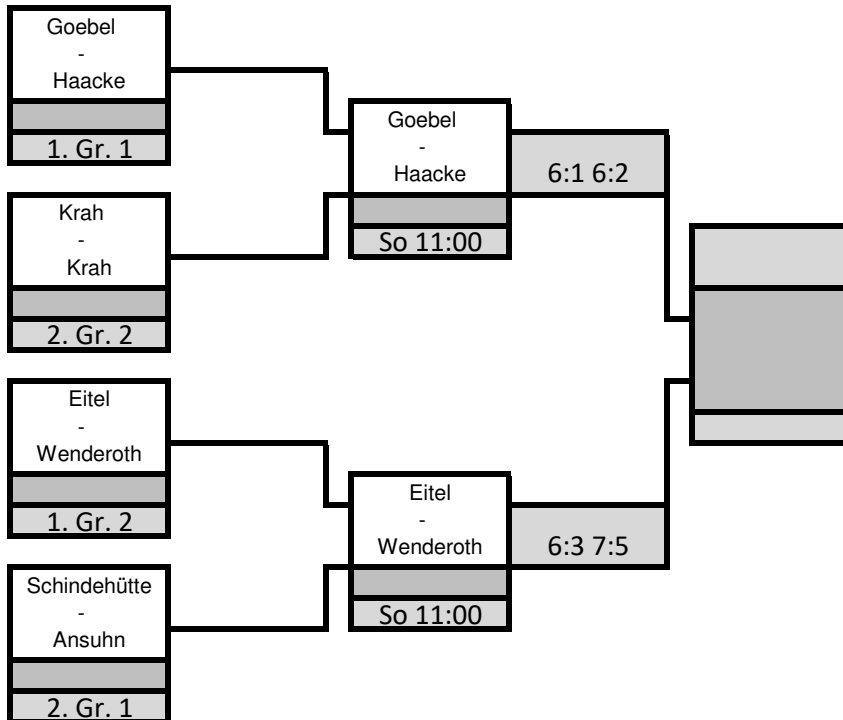 Goebel
-
Haacke
1. Gr. 1
Krah
-
Krah
2. Gr. 2
Eitel
-
Wenderoth
1. Gr. 2
Schindehütte
-
Ansuhn
2. Gr. 1
Goebel
-
Haacke
6:1 6:2
So 11:00
Eitel
-
Wenderoth
6:3 7:5
So 11:00